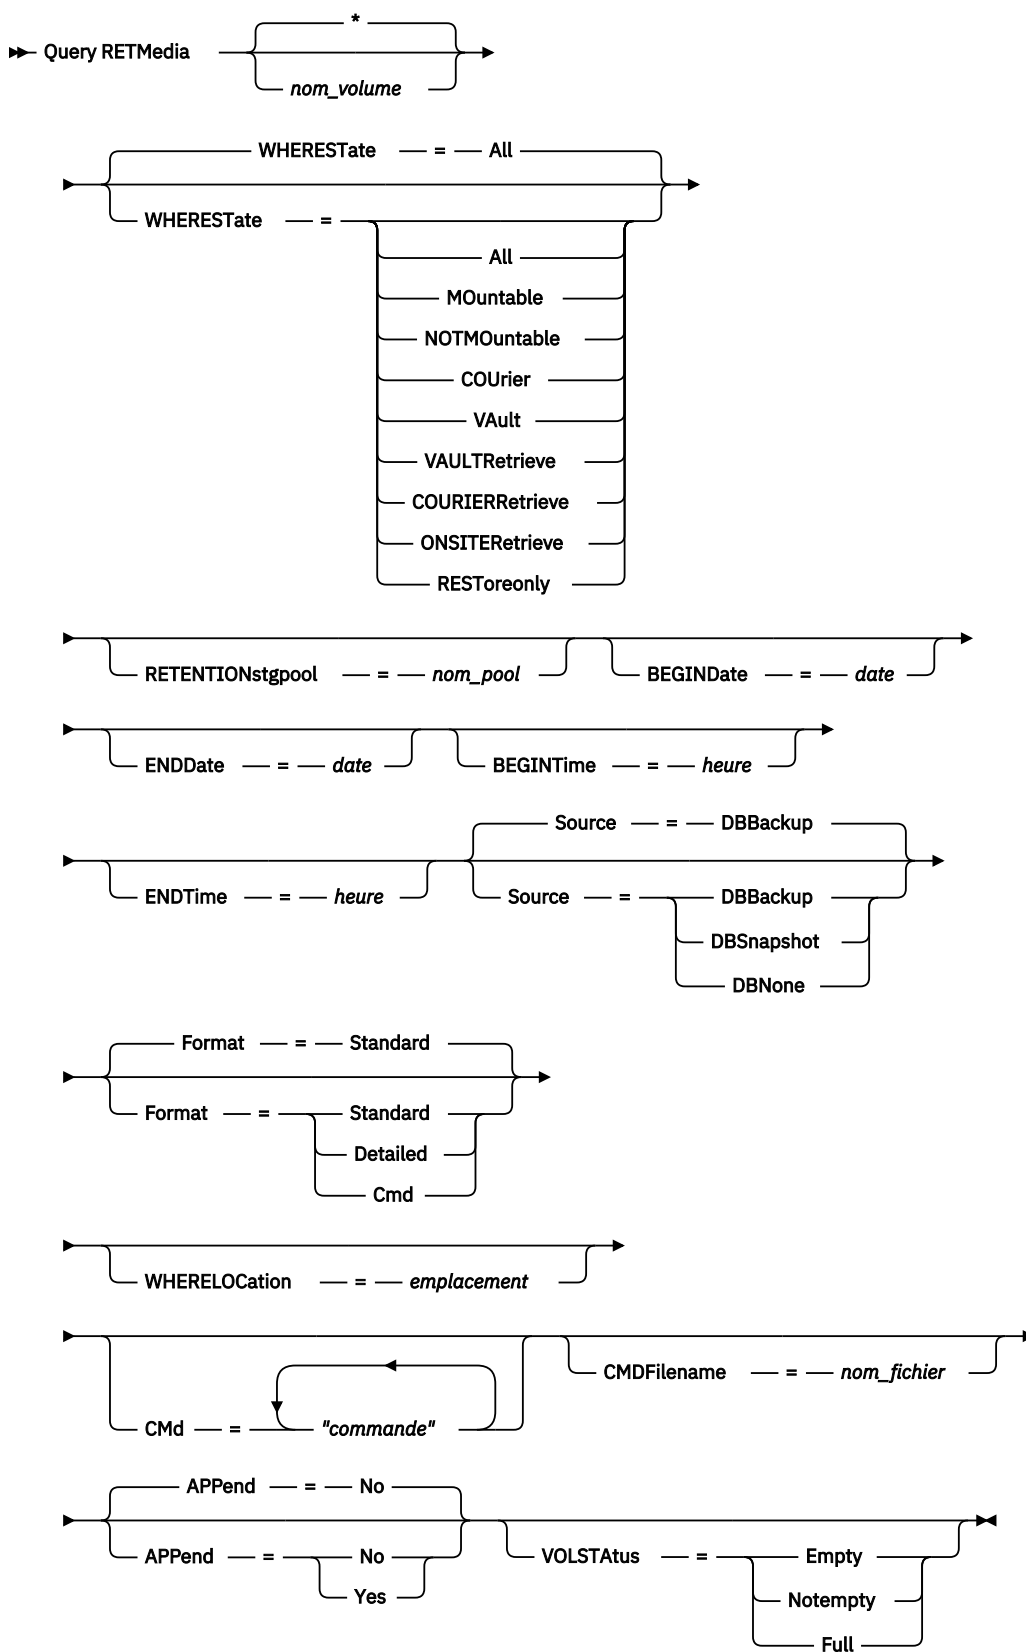 *
Query RETMedia
nom_volume
WHERESTate = All
WHERESTate =
All
MOuntable
NOTMOuntable
COUrier
VAult
VAULTRetrieve
COURIERRetrieve
ONSITERetrieve
RESToreonly
RETENTIONstgpool = nom_pool BEGINDate = date
ENDDate = date BEGINTime = heure
Source = DBBackup
ENDTime = heure Source = DBBackup
DBSnapshot
DBNone
Format = Standard
Format = Standard
Detailed
Cmd
WHERELOCation = emplacement
CMDFilename = nom_fichier
CMd = "commande"
APPend = No
APPend = No VOLSTAtus = Empty
Yes Notempty
Full